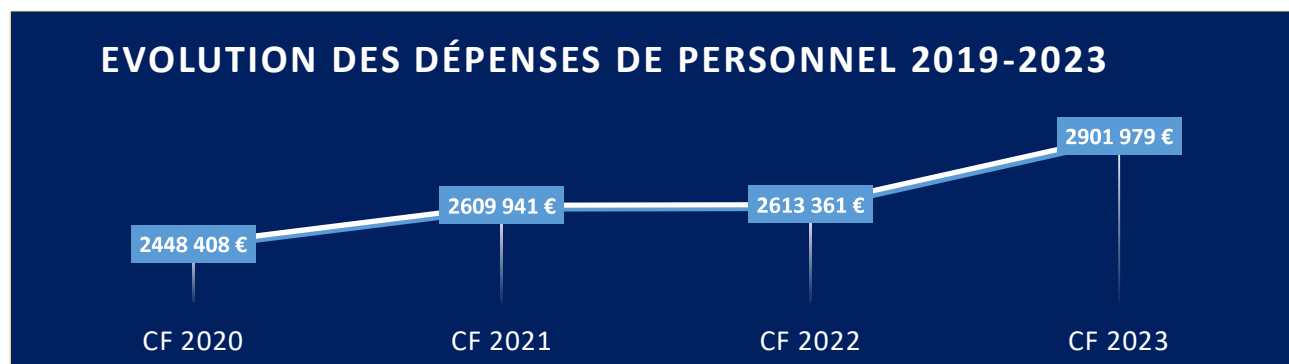 EVOLUTION DES DÉPENSES DE PERSONNEL 2019-2023
2901 979 €
2609 941 €
2613 361 €
2448 408 €
CF 2020
CF 2021
CF 2022
CF 2023